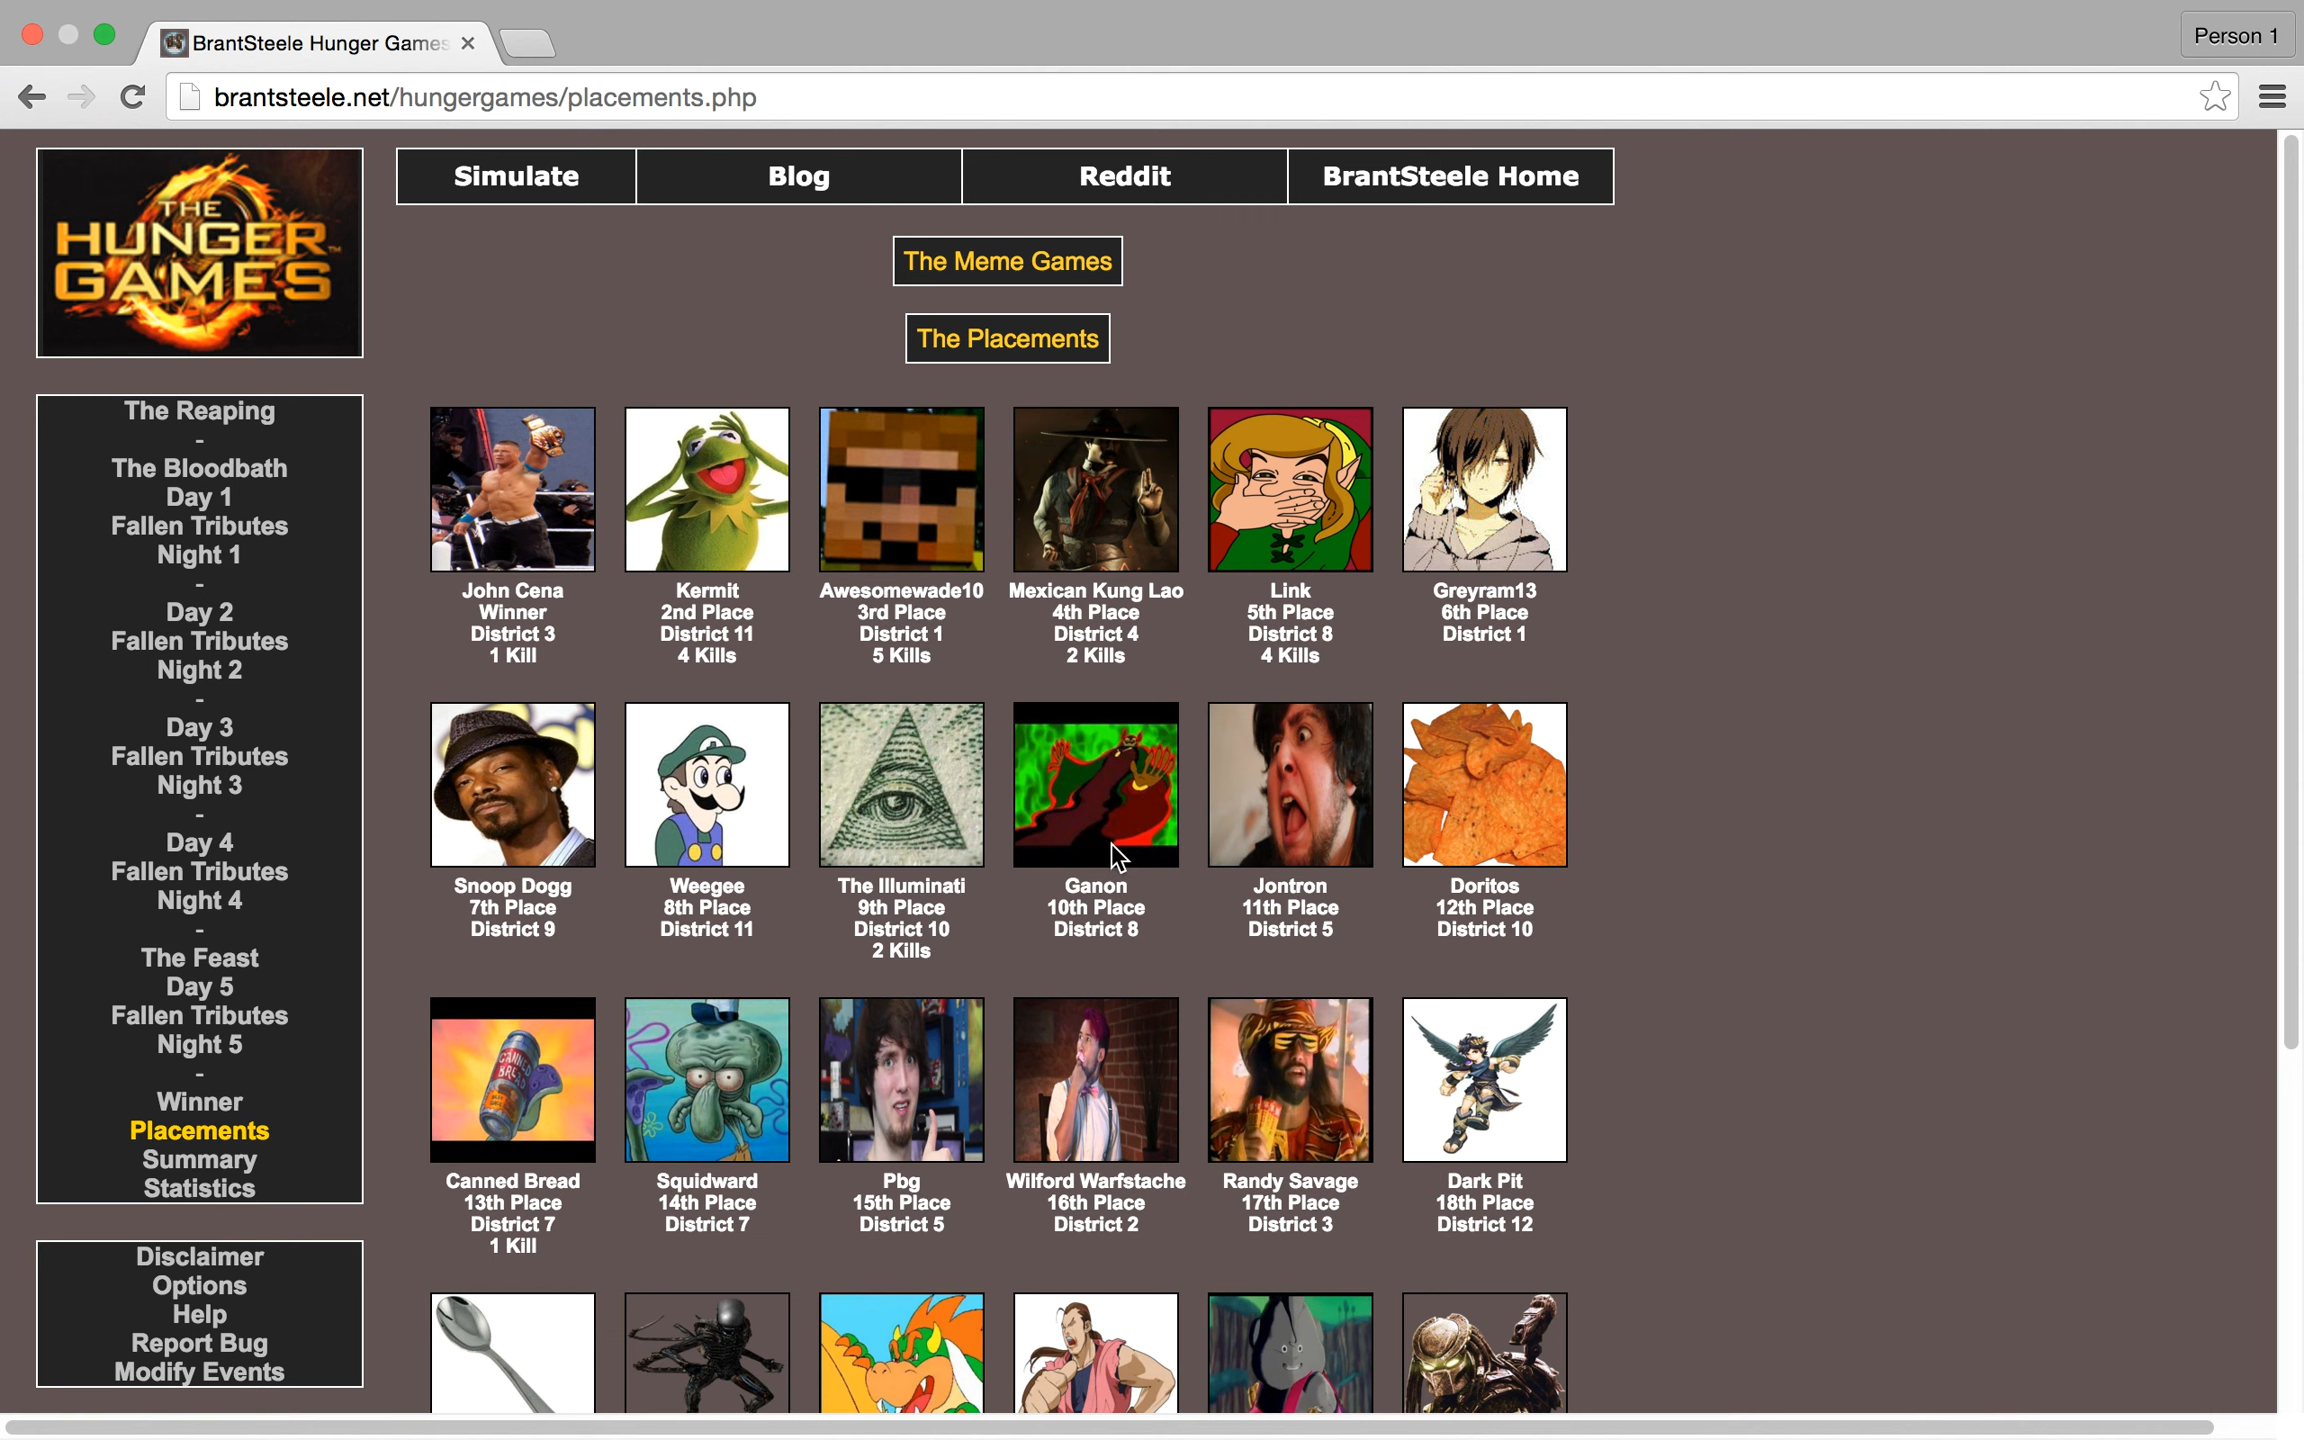 BrantSteele Hunger Games
Person 1
brantsteele.net/hungergames/placements.php
THE
HUNGER
GAMES
Simulate
Blog
Reddit
BrantSteele Home
The Meme Games
The Placements
The Reaping
-
The Bloodbath
Day 1
Fallen Tributes
Night 1
-
Day 2
Fallen Tributes
Night 2
-
Day 3
Fallen Tributes
Night 3
-
Day 4
Fallen Tributes
Night 4
-
The Feast
Day 5
Fallen Tributes
Night 5
-
Winner
Placements
Summary
Statistics
Disclaimer
Options
Help
Report Bug
Modify Events
John Cena
Winner
District 3
1 Kill
Kermit
2nd Place
District 11
4 Kills
Awesomewade10
3rd Place
District 1
5 Kills
Mexican Kung Lao
4th Place
District 4
2 Kills
Link
5th Place
District 8
4 Kills
Greyram13
6th Place
District 1
Snoop Dogg
7th Place
District 9
Weegee
8th Place
District 11
The Illuminati
9th Place
District 10
2 Kills
Ganon
10th Place
District 8
Jontron
11th Place
District 5
Doritos
12th Place
District 10
CANNED
BREAD
Canned Bread
13th Place
District 7
1 Kill
Squidward
14th Place
District 7
Pbg
15th Place
District 5
Wilford Warfstache
16th Place
District 2
Randy Savage
17th Place
District 3
Dark Pit
18th Place
District 12